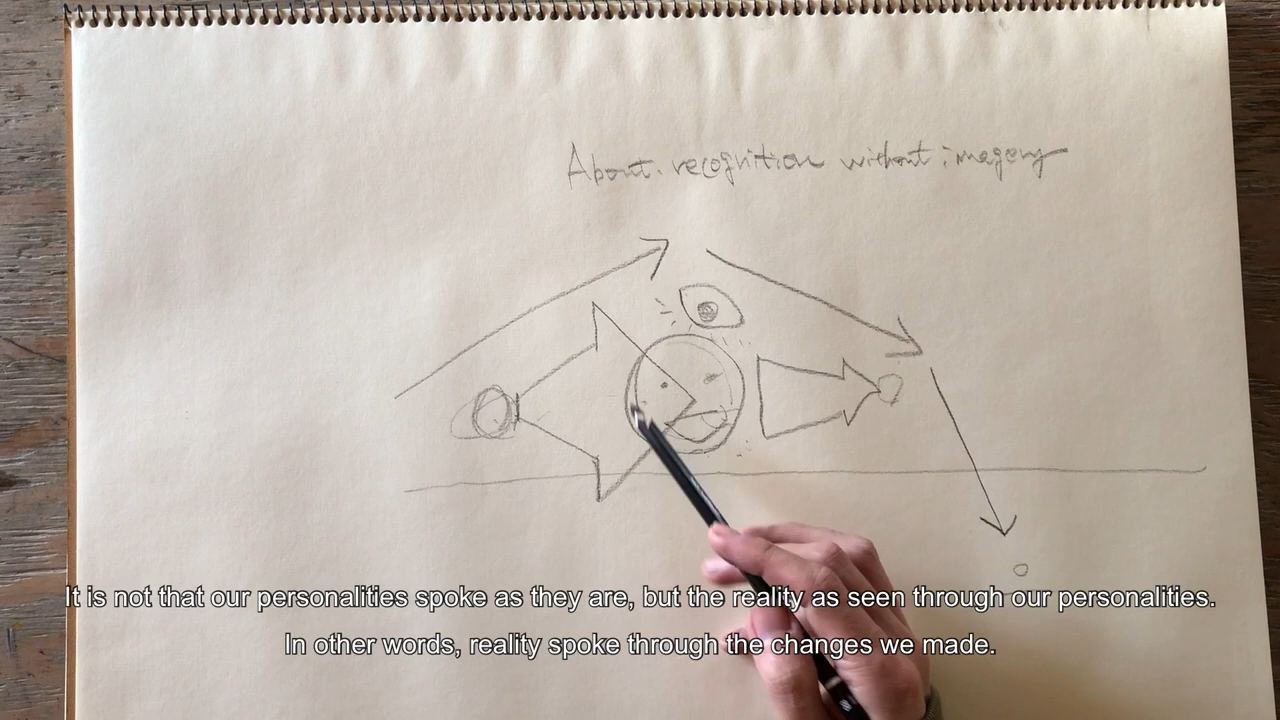 About. recognition without imagery
It is not that our personalities spoke as they are, but the reality as seen through our personalities.
In other words, reality spoke through the changes we made.